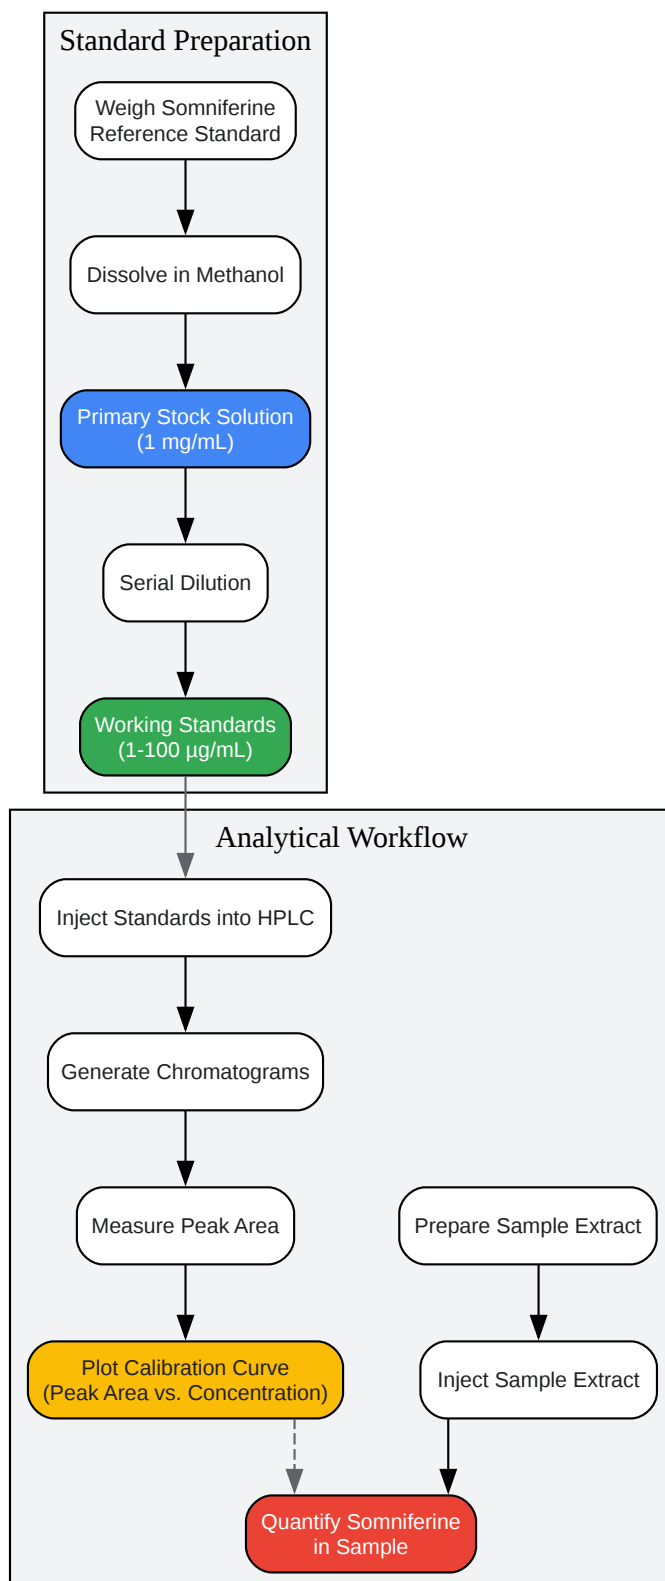 Standard Preparation
Weigh Somniferine
Reference Standard
Dissolve in Methanol
Primary Stock Solution
(1 mg/mL)
Serial Dilution
Working Standards
(1-100 µg/mL)
Analytical Workflow
Inject Standards into HPLC
Generate Chromatograms
Measure Peak Area
Prepare Sample Extract
Plot Calibration Curve
(Peak Area vs. Concentration)
Inject Sample Extract
Quantify Somniferine
in Sample